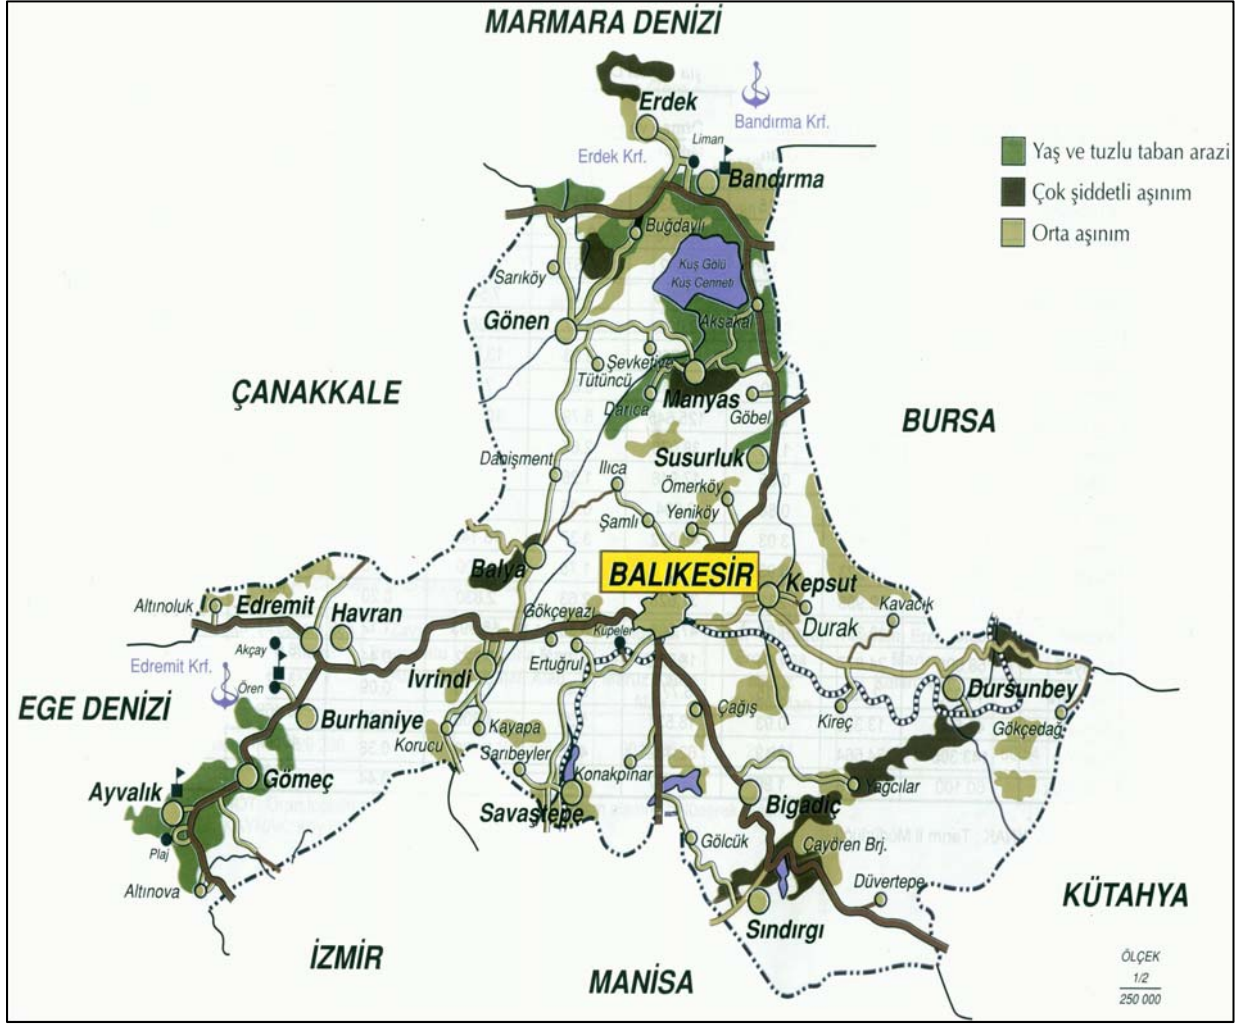 MARMARA DENİZİ
Erdek
Bandırma Krf.
Liman
Erdek Krf.
Bandırma
Yaş ve tuzlu taban arazi
Çok şiddetli aşınım
Orta aşınım
Buğdaylı
Kuş Gölü
Kuş Cenneti
Sarıköy
Gönen
Aksakal
Şevketiye
Tütüncü
Darıca
Manyas
Göbel
ÇANAKKALE
BURSA
Danişment
Ilıca
Susurluk
Ömerköy
Yeniköy
Şamlı
Balya
BALIKESİR
Kepsut
Altınoluk
Edremit
Havran
Gökçeyazı
Küpeler
Durak
Kavacık
Akçay
Edremit Krf.
Ören
Ertuğrul
İvrindi
Dursunbey
EGE DENİZİ
Burhaniye
Korucu
Kayapa
Çağış
Kireç
Gökçedağ
Sarıbeyler
Konakpınar
Gömeç
Ayvalık
Savaştepe
Bigadiç
Yağcılar
Plaj
Gölcük
Çayören Brj.
Altınova
Düvertepe
KÜTAHYA
Sındırgı
İZMİR
MANİSA
ÖLÇEK
1/2
250 000